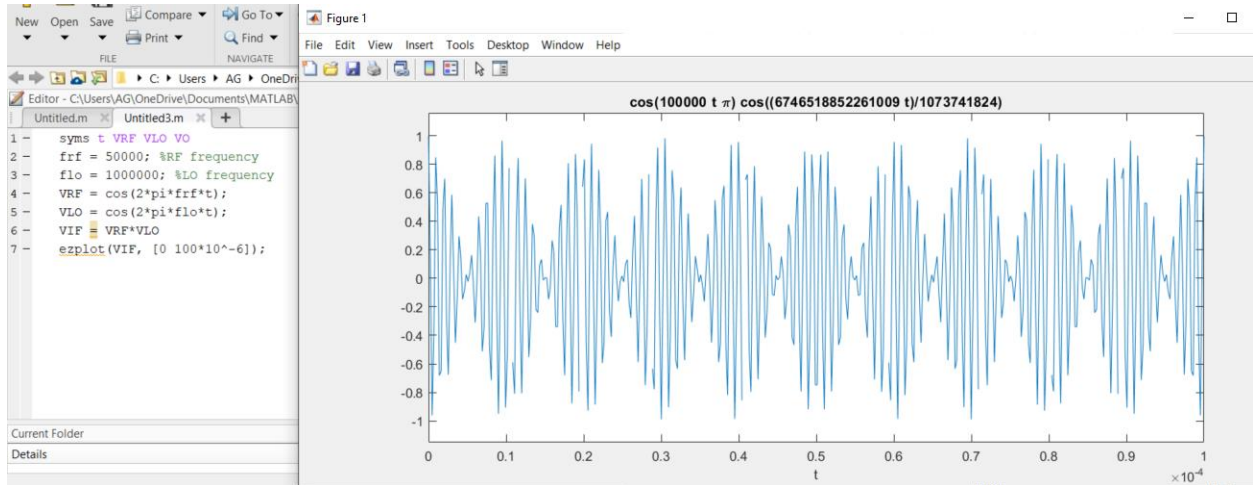 New Open Save Compare Go To
Print Find
FILE NAVIGATE
C: Users AG OneDri
Editor - C:\Users\AG\OneDrive\Documents\MATLAB\
Untitled.m Untitled3.m +
1 - syms t VRF VLO VO
2 - frf = 50000; %RF frequency
3 - flo = 1000000; %LO frequency
4 - VRF = cos(2*pi*frf*t);
5 - VLO = cos(2*pi*flo*t);
6 - VIF = VRF*VLO
7 - ezplot(VIF, [0 100*10^-6]);
Current Folder
Details
Figure 1
File Edit View Insert Tools Desktop Window Help
cos(100000 t π) cos((6746518852261009 t)/1073741824)
1
0.8
0.6
0.4
0.2
0
-0.2
-0.4
-0.6
-0.8
-1
0 0.1 0.2 0.3 0.4 0.5 0.6 0.7 0.8 0.9 1
t
×10⁻⁴